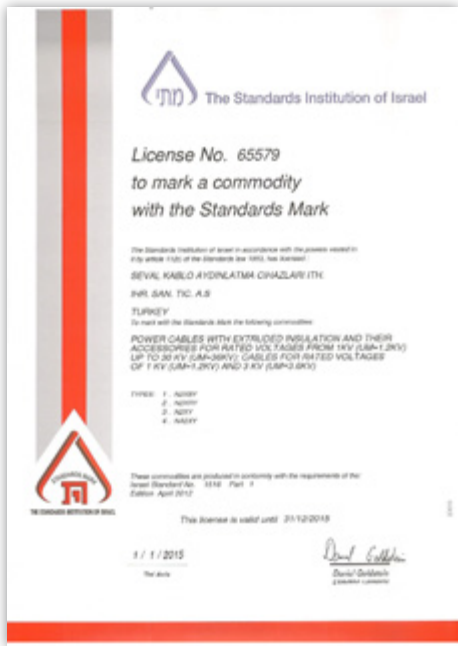 מתי
The Standards Institution of Israel
License No. 65579
to mark a commodity
with the Standards Mark
The Standards Institution of Israel in accordance with the powers vested in
it by article 11(b) of the Standards law 1953, has licensed :
SEVAL KABLO AYDINLATMA CIHAZLARI ITH.
IHR. SAN. TIC. A.S
TURKEY
To mark with the Standards Mark the following commodities:
POWER CABLES WITH EXTRUDED INSULATION AND THEIR
ACCESSORIES FOR RATED VOLTAGES FROM 1KV (UM=1.2KV)
UP TO 30 KV (UM=36KV); CABLES FOR RATED VOLTAGES
OF 1 KV (UM=1.2KV) AND 3 KV (UM=3.6KV)
TYPES: 1 .
2 .
3 . N2XY
4 . NA2XY
These commodities are produced in conformity with the requirements of the:
Israel Standard No. 1516 Part 1
Edition April 2012
This license is valid until 31/12/2015
1 / 1 / 2015
The date
David Goldstein
STANDARDS MARK
THE STANDARDS INSTITUTION OF ISRAEL